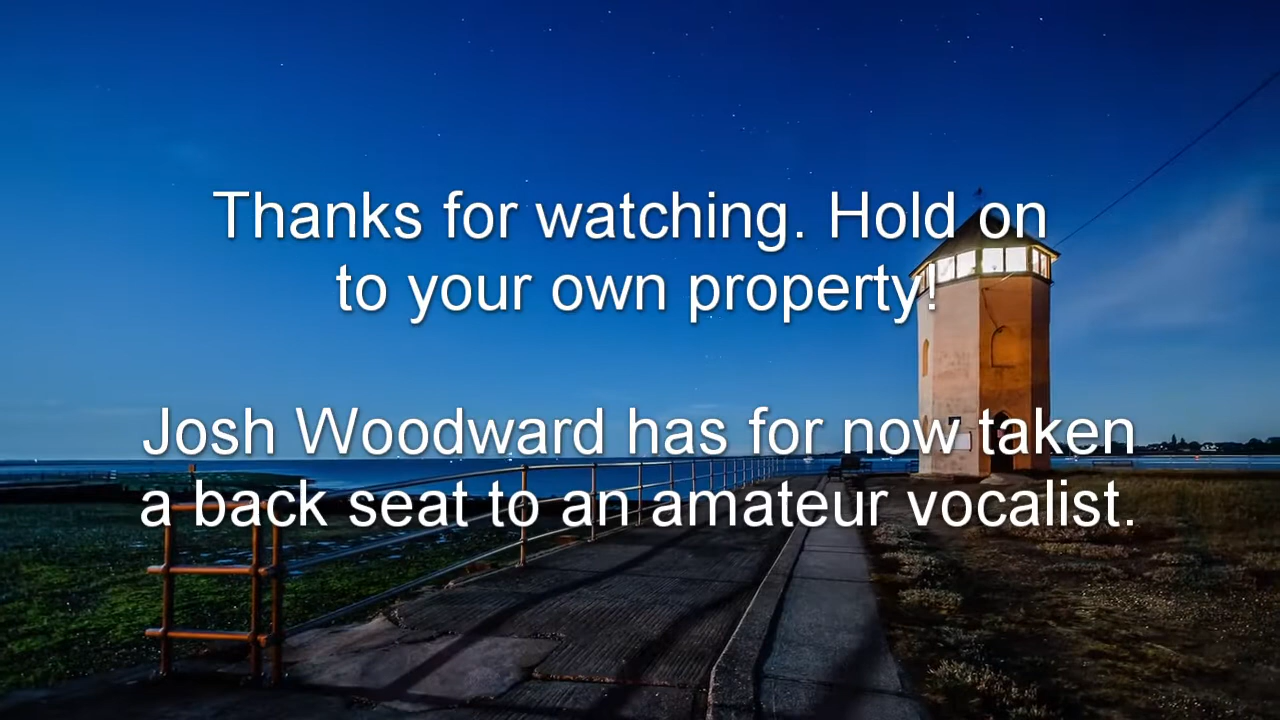 Thanks for watching. Hold on
to your own property!
Josh Woodward has for now taken
a back seat to an amateur vocalist.